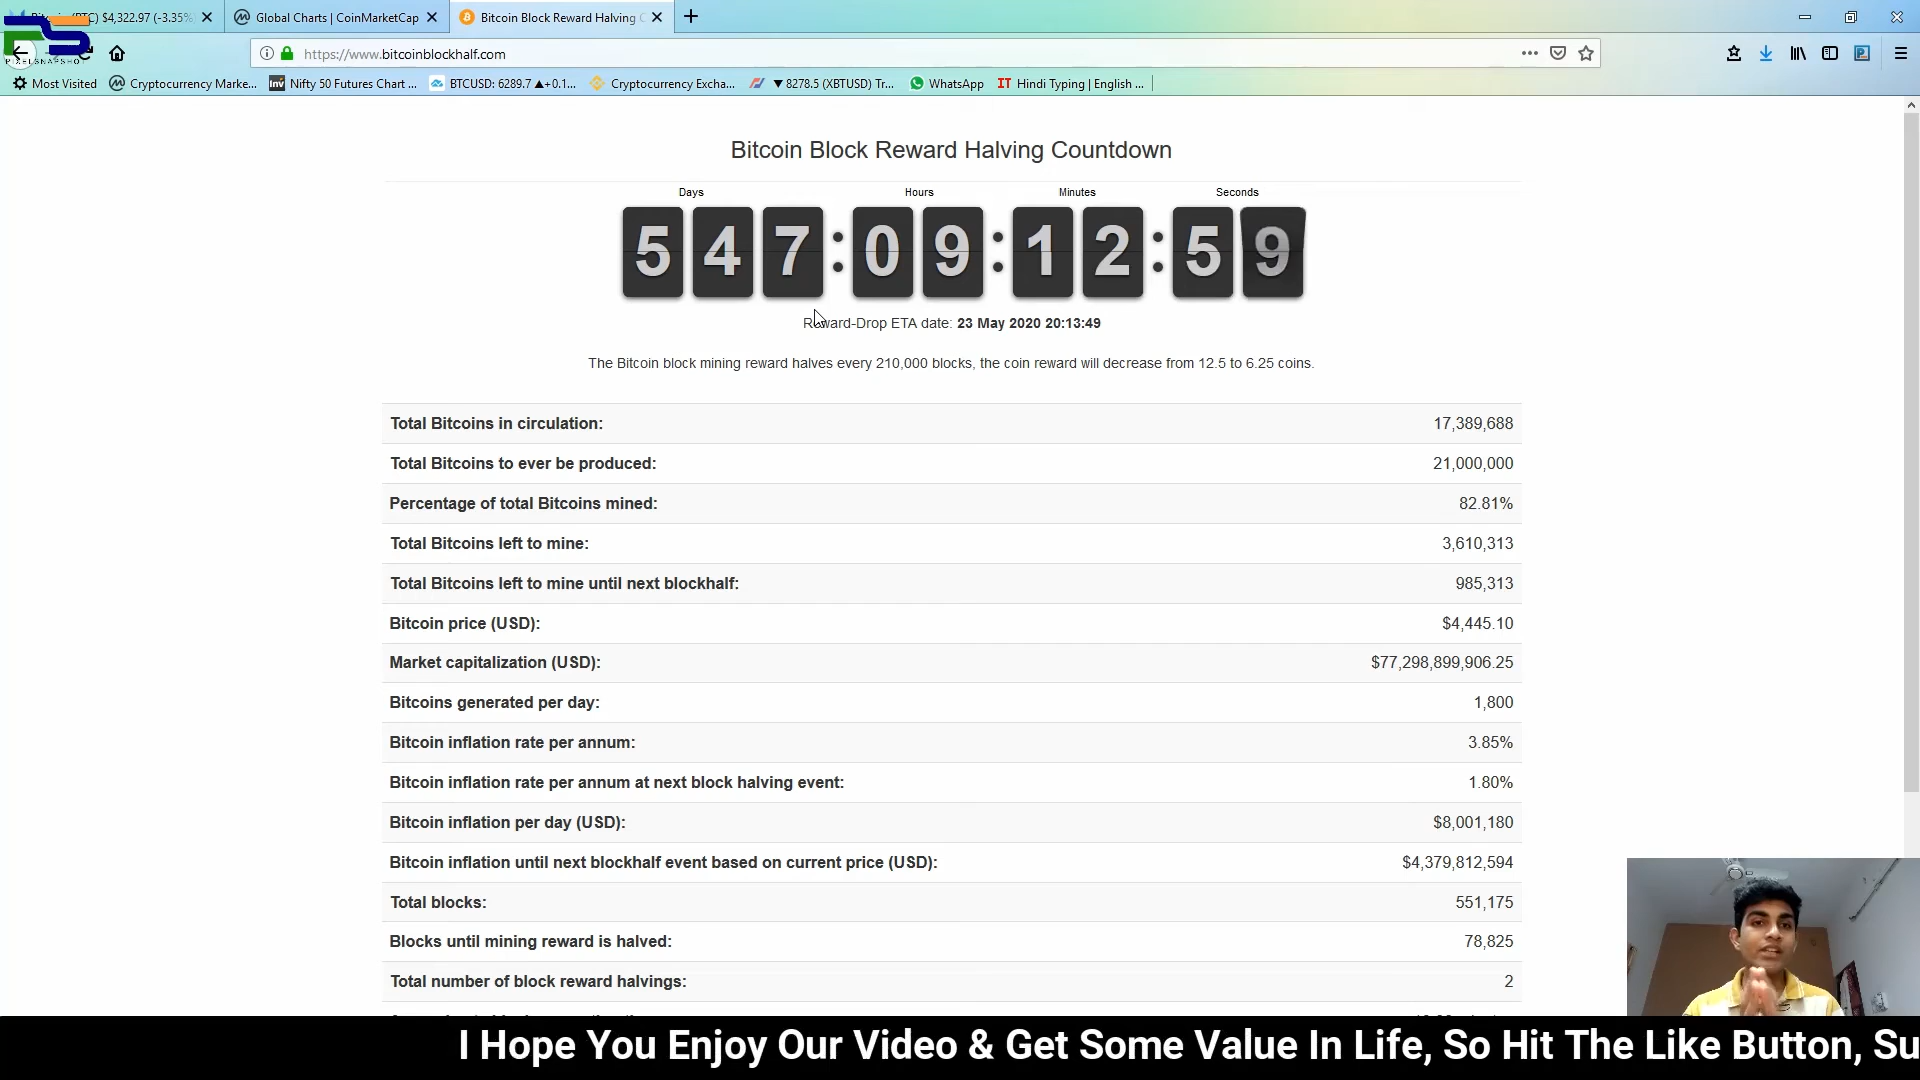 (BTC) $4,322.97 (-3.35%
Global Charts | CoinMarketCap
Bitcoin Block Reward Halving C
PIXELSNAPSHOT
https://www.bitcoinblockhalf.com
Most Visited
Cryptocurrency Marke...
Inv
Nifty 50 Futures Chart ...
BTCUSD: 6289.7 ▲+0.1...
Cryptocurrency Excha...
▼ 8278.5 (XBTUSD) Tr...
WhatsApp
IT Hindi Typing | English ...
Bitcoin Block Reward Halving Countdown
Days Hours Minutes Seconds
547:09:12:59
Reward-Drop ETA date: 23 May 2020 20:13:49
The Bitcoin block mining reward halves every 210,000 blocks, the coin reward will decrease from 12.5 to 6.25 coins.
Total Bitcoins in circulation: 17,389,688
Total Bitcoins to ever be produced: 21,000,000
Percentage of total Bitcoins mined: 82.81%
Total Bitcoins left to mine: 3,610,313
Total Bitcoins left to mine until next blockhalf: 985,313
Bitcoin price (USD): $4,445.10
Market capitalization (USD): $77,298,899,906.25
Bitcoins generated per day: 1,800
Bitcoin inflation rate per annum: 3.85%
Bitcoin inflation rate per annum at next block halving event: 1.80%
Bitcoin inflation per day (USD): $8,001,180
Bitcoin inflation until next blockhalf event based on current price (USD): $4,379,812,594
Total blocks: 551,175
Blocks until mining reward is halved: 78,825
Total number of block reward halvings: 2
I Hope You Enjoy Our Video & Get Some Value In Life, So Hit The Like Button, Su